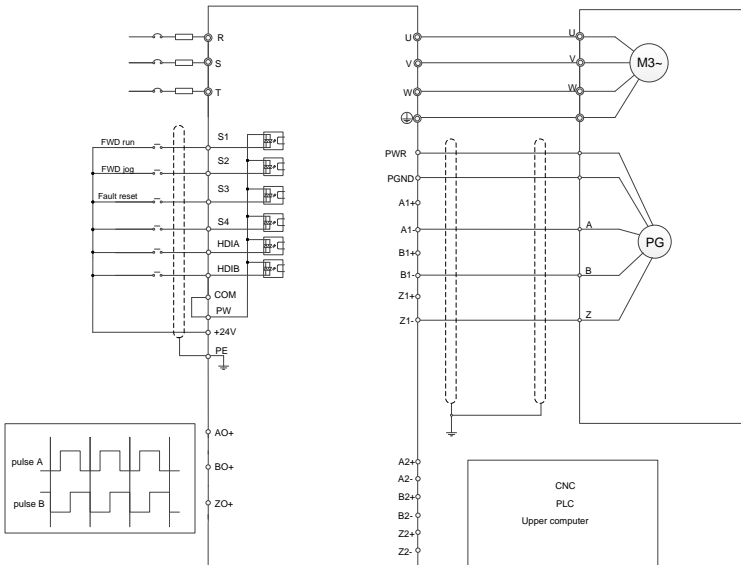 R
S
T
S1
FWD run
S2
FWD jog
S3
Fault reset
S4
HDIA
HDIB
COM
PW
+24V
PE
pulse A
pulse B
AO+
BO+
ZO+
U
V
W
PWR
PGND
A1+
A1-
B1+
B1-
Z1+
Z1-
A2+
A2-
B2+
B2-
Z2+
Z2-
U
V
W
M3~
A
B
Z
PG
CNC
PLC
Upper computer